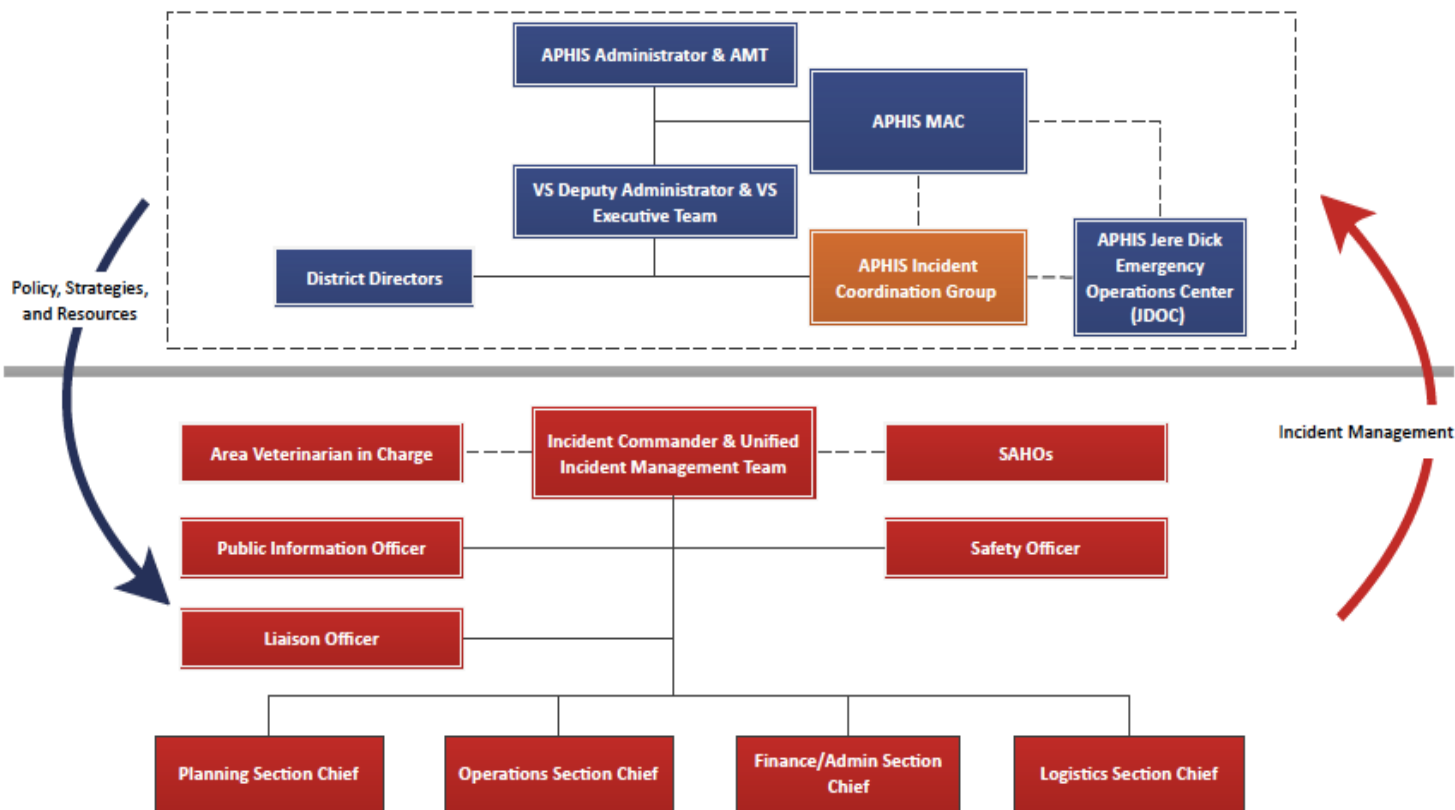 APHIS Administrator & AMT
APHIS MAC
VS Deputy Administrator & VS
Executive Team
District Directors
APHIS Incident
Coordination Group
APHIS Jere Dick
Emergency
Operations Center
(JDOC)
Policy, Strategies,
and Resources
Incident Management
Area Veterinarian in Charge
Incident Commander & Unified
Incident Management Team
SAHOs
Public Information Officer
Safety Officer
Liaison Officer
Planning Section Chief
Operations Section Chief
Finance/Admin Section
Chief
Logistics Section Chief